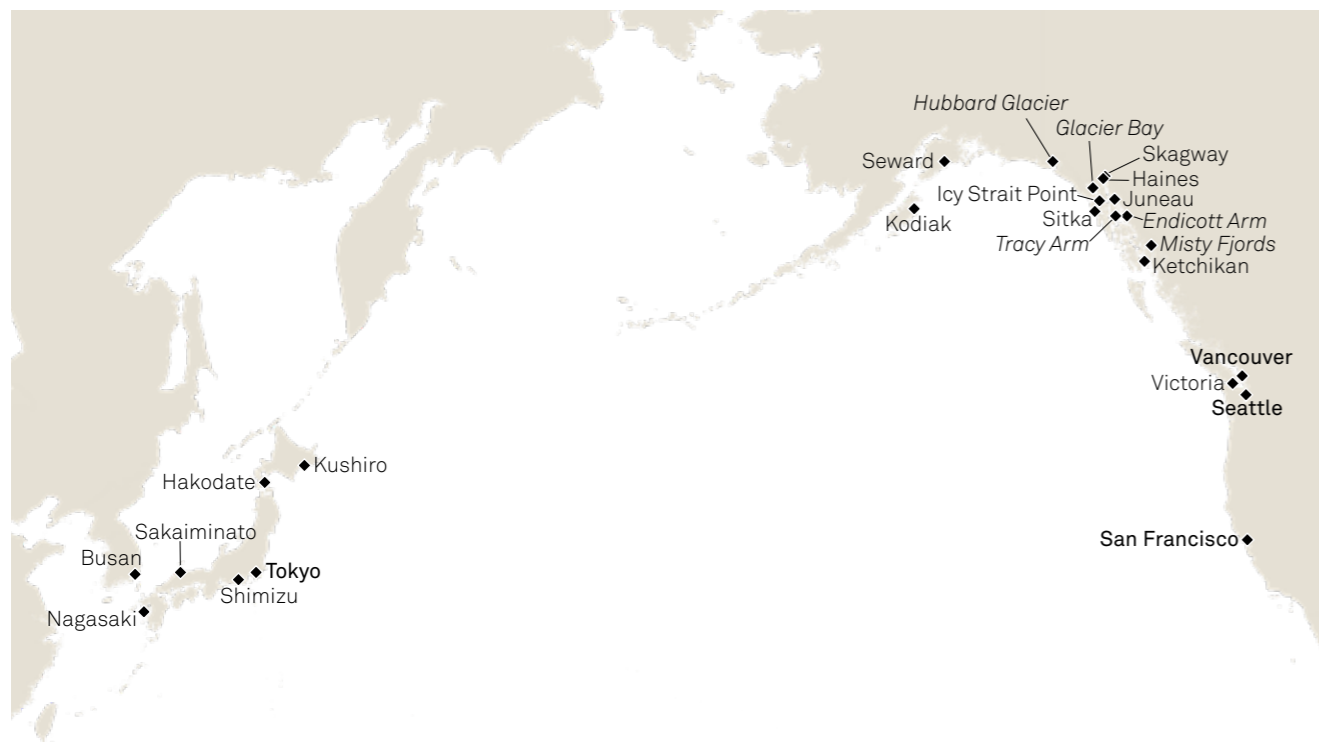 Hubbard Glacier
Glacier Bay
Skagway
Seward
Haines
Icy Strait Point
Juneau
Kodiak
Sitka
Endicott Arm
Tracy Arm
Misty Fjords
Ketchikan
Vancouver
Victoria
Seattle
Kushiro
Hakodate
Sakaiminato
San Francisco
Busan
Tokyo
Shimizu
Nagasaki